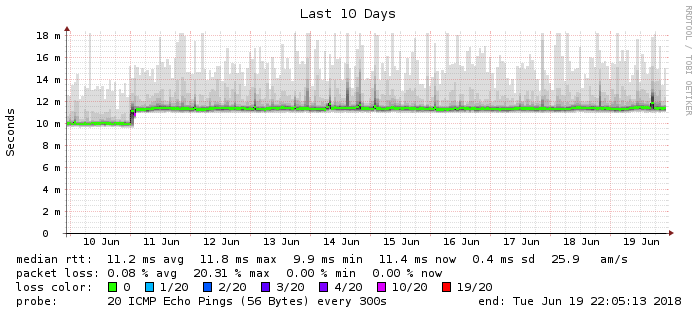 Last 10 Days
RRDTOOL / TOBI OETIKER
Seconds
18 m
16 m
14 m
12 m
10 m
8 m
6 m
4 m
2 m
0
10 Jun 11 Jun 12 Jun 13 Jun 14 Jun 15 Jun 16 Jun 17 Jun 18 Jun 19 Jun
median rtt: 11.2 ms avg 11.8 ms max 9.9 ms min 11.4 ms now 0.4 ms sd 25.9 am/s
packet loss: 0.08 % avg 20.31 % max 0.00 % min 0.00 % now
loss color: 0 1/20 2/20 3/20 4/20 10/20 19/20
probe: 20 ICMP Echo Pings (56 Bytes) every 300s end: Tue Jun 19 22:05:13 2018